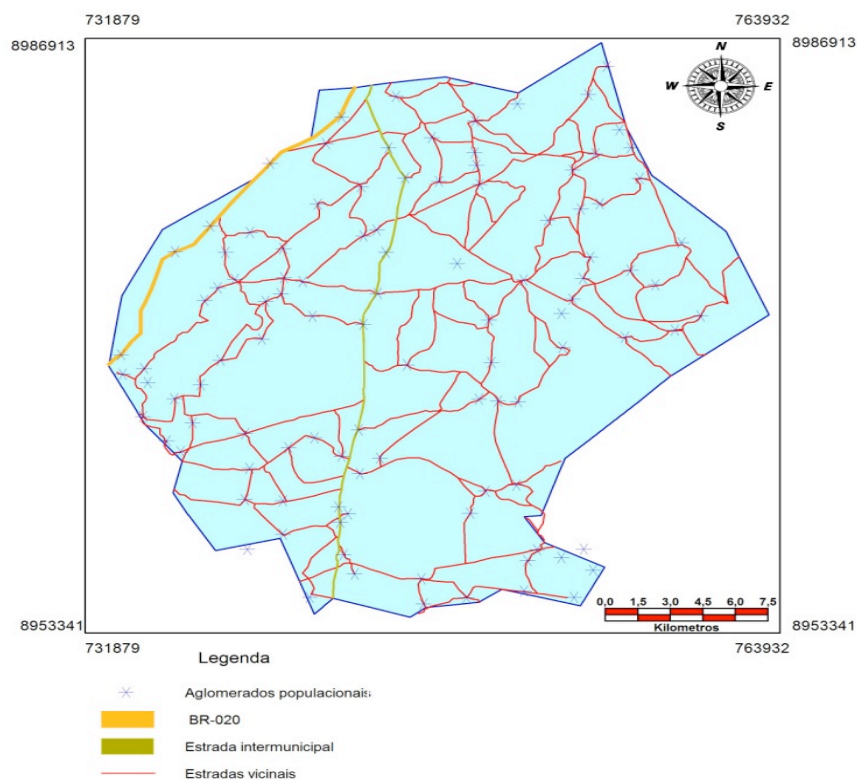 731879 763932
8986913 8986913
N
W E
S
0,0 1,5 3,0 4,5 6,0 7,5
Kilometros
8953341 8953341
731879 763932
Legenda
Aglomerados populacionais
BR-020
Estrada intermunicipal
Estradas vicinais